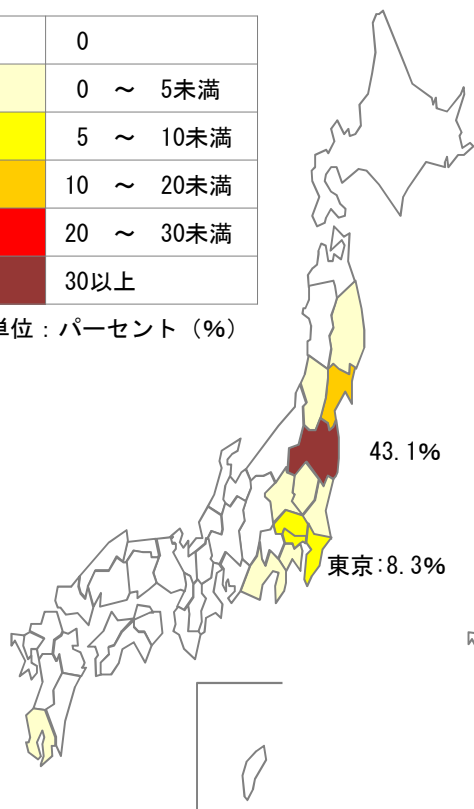 0
0 ～ 5未満
5 ～ 10未満
10 ～ 20未満
20 ～ 30未満
30以上
単位：パーセント（%）
43.1%
東京:8.3%